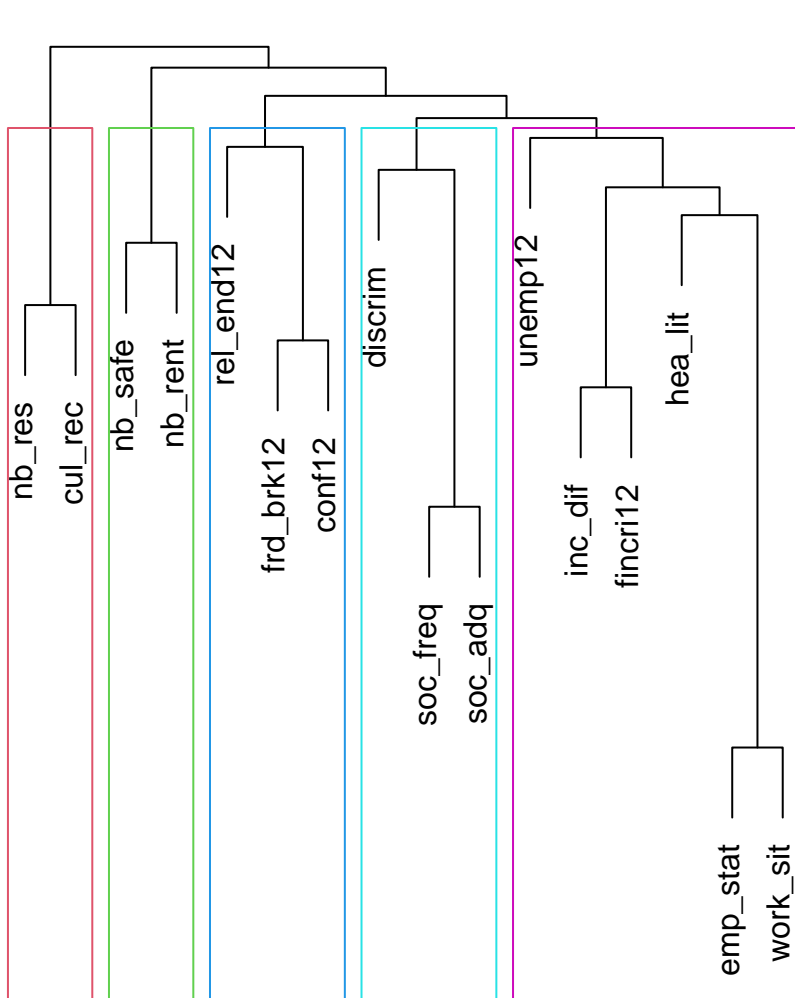 nb_res
cul_rec
nb_safe
nb_rent
rel_end12
frd_brk12
conf12
discrim
soc_freq
soc_adq
unemp12
inc_dif
fincri12
hea_lit
emp_stat
work_sit